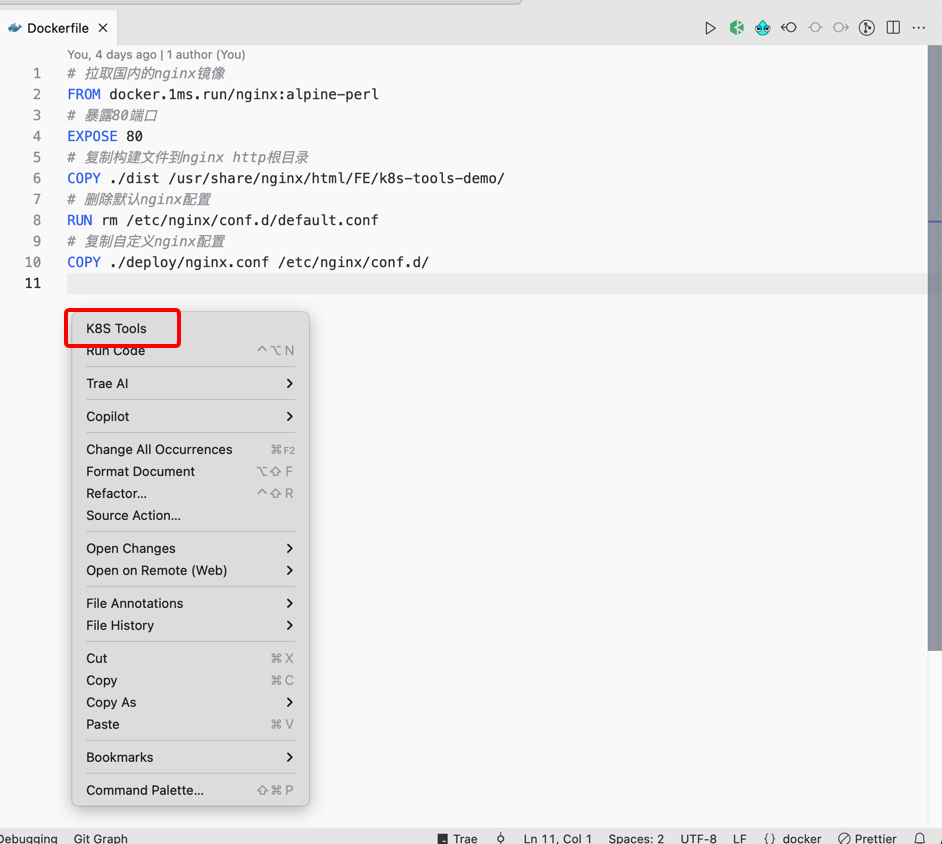 Dockerfile
You, 4 days ago | 1 author (You)
1 # 拉取国内的nginx镜像
2 FROM docker.1ms.run/nginx:alpine-perl
3 # 暴露80端口
4 EXPOSE 80
5 # 复制构建文件到nginx http根目录
6 COPY ./dist /usr/share/nginx/html/FE/k8s-tools-demo/
7 # 删除默认nginx配置
8 RUN rm /etc/nginx/conf.d/default.conf
9 # 复制自定义nginx配置
10 COPY ./deploy/nginx.conf /etc/nginx/conf.d/
11
K8S Tools
Run Code ⌃⌥N
Trae AI
Copilot
Change All Occurrences ⌘F2
Format Document ⌥⇧F
Refactor... ⌃⇧R
Source Action...
Open Changes
Open on Remote (Web)
File Annotations
File History
Cut ⌘X
Copy ⌘C
Copy As
Paste ⌘V
Bookmarks
Command Palette... ⇧⌘P
Debugging Git Graph Trae Ln 11, Col 1 Spaces: 2 UTF-8 LF {} docker Prettier